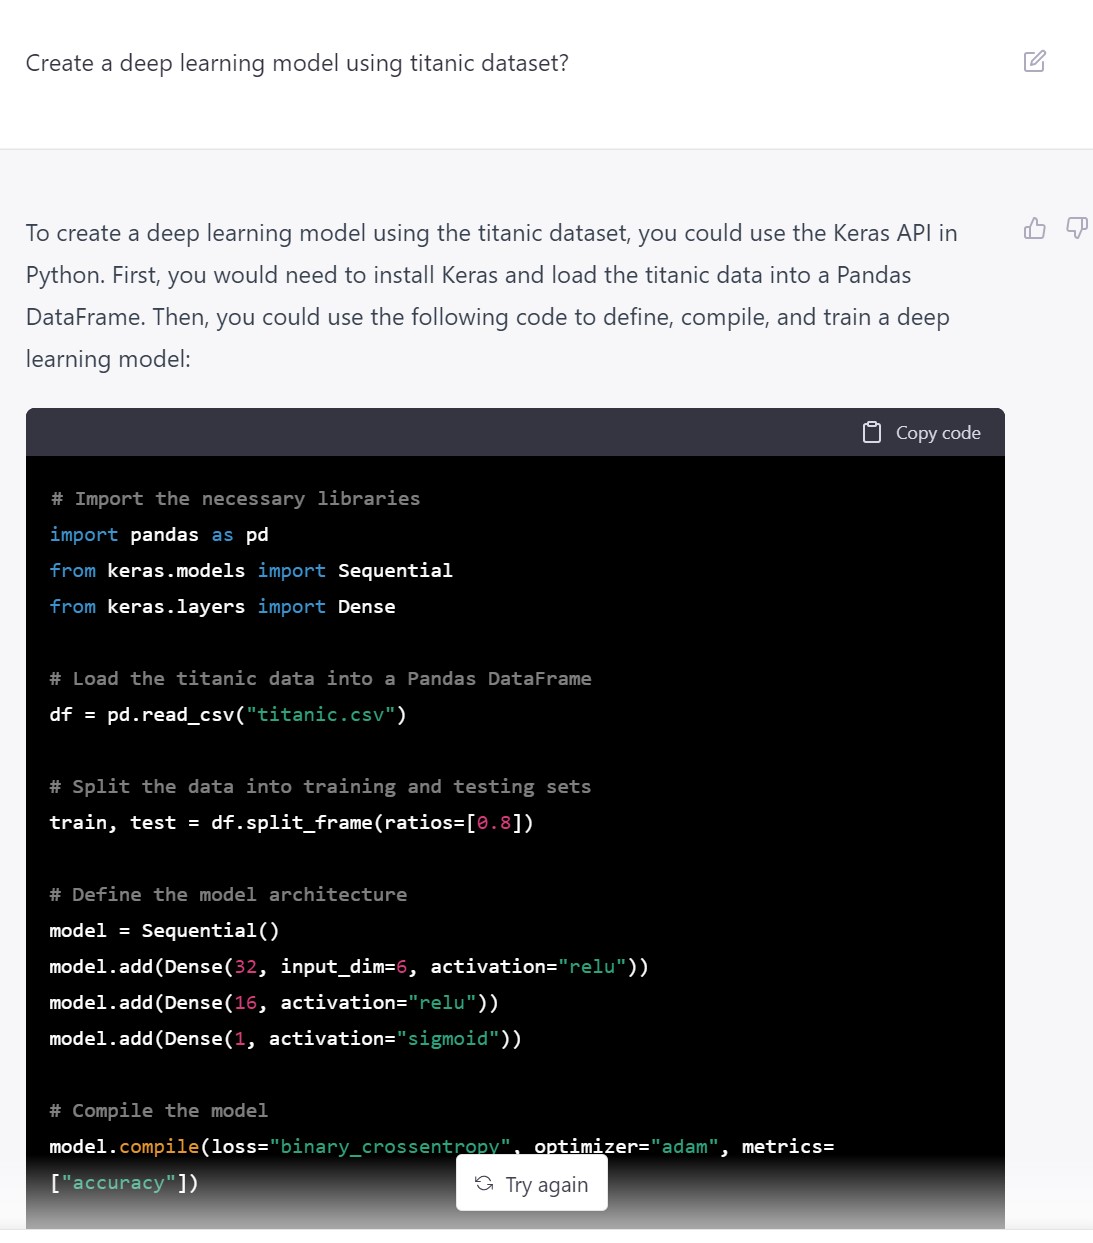 Create a deep learning model using titanic dataset?
To create a deep learning model using the titanic dataset, you could use the Keras API in
Python. First, you would need to install Keras and load the titanic data into a Pandas
DataFrame. Then, you could use the following code to define, compile, and train a deep
learning model:
Copy code
# Import the necessary libraries
import pandas as pd
from keras.models import Sequential
from keras.layers import Dense
# Load the titanic data into a Pandas DataFrame
df = pd.read_csv("titanic.csv")
# Split the data into training and testing sets
train, test = df.split_frame(ratios=[0.8])
# Define the model architecture
model = Sequential()
model.add(Dense(32, input_dim=6, activation="relu"))
model.add(Dense(16, activation="relu"))
model.add(Dense(1, activation="sigmoid"))
# Compile the model
model.compile(loss="binary_crossentropy", optimizer="adam", metrics=
["accuracy"])
Try again